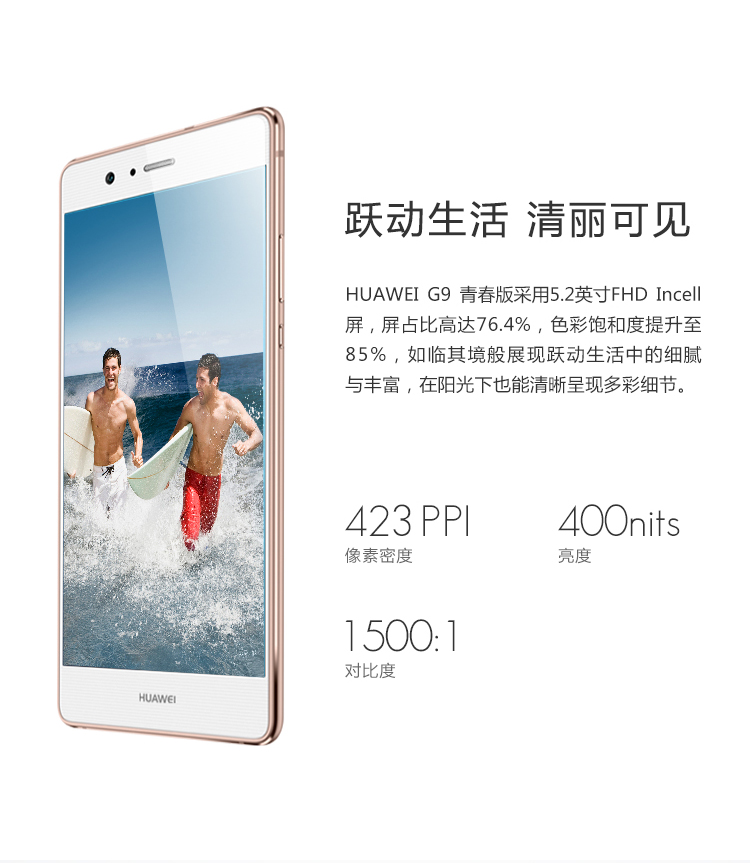 跃动生活 清丽可见
HUAWEI G9 青春版采用5.2英寸FHD Incell
屏，屏占比高达76.4%，色彩饱和度提升至
85%，如临其境般展现跃动生活中的细腻
与丰富，在阳光下也能清晰呈现多彩细节。
423 PPI
像素密度
400nits
亮度
1500:1
对比度
HUAWEI